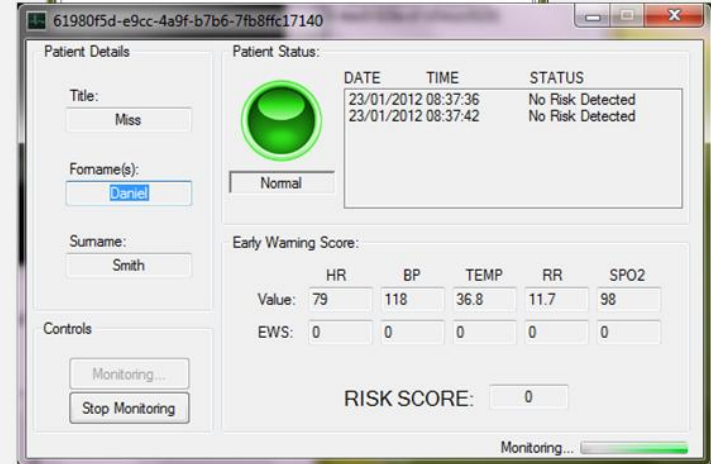 61980f5d-e9cc-4a9f-b7b6-7fb8ffc17140
Patient Details
Title:
Miss
Forname(s):
Daniel
Surname:
Smith
Controls
Monitoring...
Stop Monitoring
Patient Status:
DATE TIME STATUS
23/01/2012 08:37:36 No Risk Detected
23/01/2012 08:37:42 No Risk Detected
Normal
Early Warning Score:
HR BP TEMP RR SPO2
Value: 79 118 36.8 11.7 98
EWS: 0 0 0 0 0
RISK SCORE: 0
Monitoring...